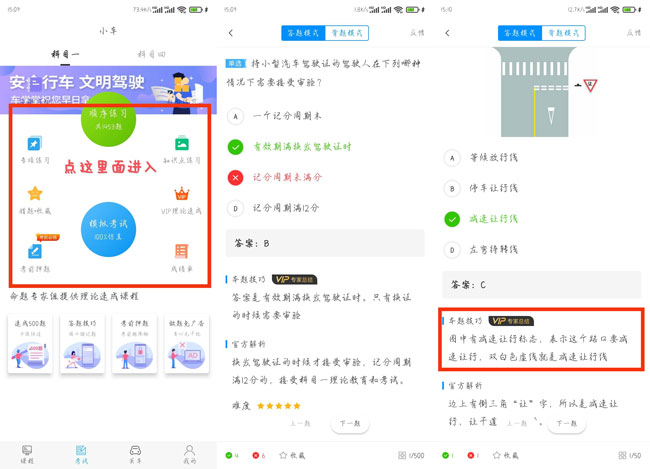 15:09
73.4K/s
小车
科目一
科目四
安全行车 文明驾驶
车学堂祝您早日拿
顺序练习
共1453题
专项练习
知识点练习
点这里面进入
错题·收藏
VIP
VIP理论速成
模拟考试
100%仿真
考前押题
成绩单
命题专家组提供理论速成课程
速成500题
答题技巧
考前押题
做题免广告
AD
课程
考试
买车
我的
15:09
1.8K/s
答题模式
背题模式
反馈
单选 持小型汽车驾驶证的驾驶人在下列哪种
情况下需要接受审验?
A 一个记分周期末
有效期满换发驾驶证时
记分周期未满分
D 记分周期满12分
答案:B
本题技巧 VIP 专家总结
答案是有效期满换发驾驶证时。只有换证
的时候需要审验
官方解析
换发驾驶证的时候才接受审验,记分周期
满12分的,接受科目一理论教育和考试。
难度
上一题
下一题
4
6
收藏
1/500
15:10
12.7K/s
答题模式
背题模式
反馈
让
A 等候放行线
B 停车让行线
减速让行线
D 左弯待转线
答案:C
本题技巧 VIP 专家总结
图中有减速让行标志,表示这个路口要减
速让行,双白色虚线就是减速让行线
官方解析
边上有倒三角“让”字,所以是减速让
行,让干道
上一题
下一题
1
1
收藏
1/50